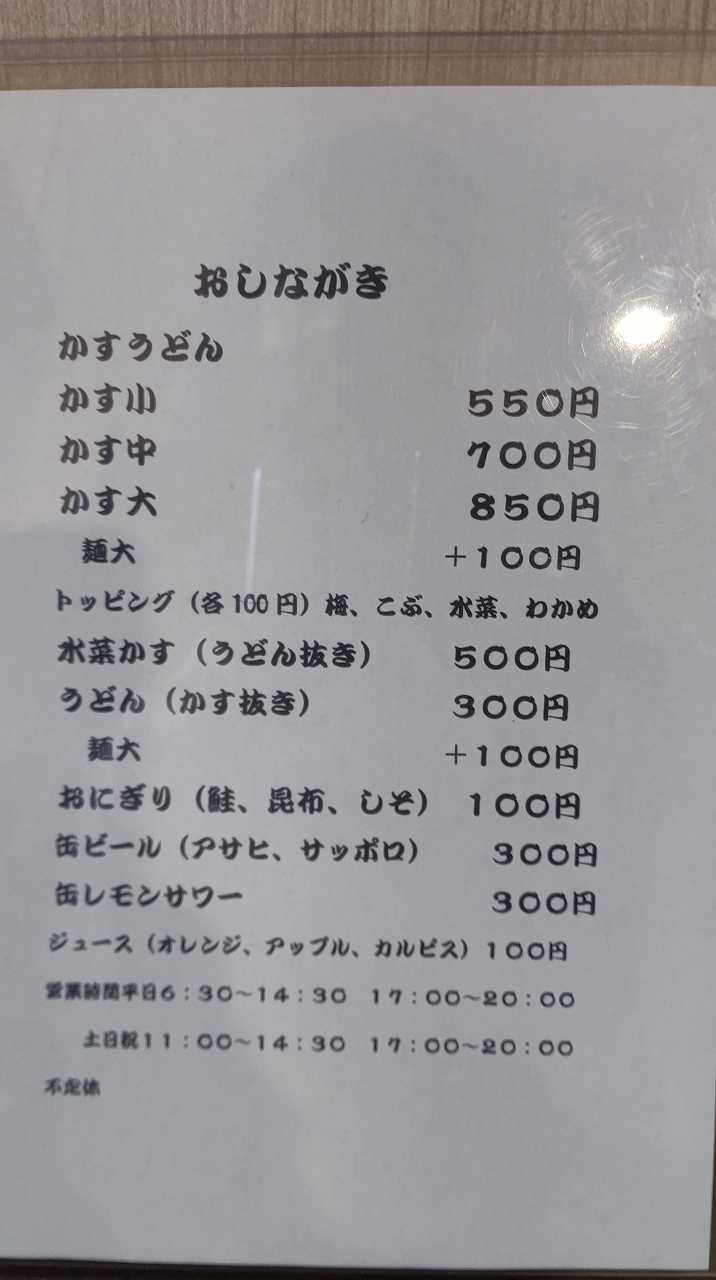 おしながき
かすうどん
かす小 550円
かす中 700円
かす大 850円
麺大 +100円
トッピング(各100円)梅、こぶ、水菜、わかめ
水菜かす(うどん抜き) 500円
うどん(かす抜き) 300円
麺大 +100円
おにぎり(鮭、昆布、しそ) 100円
缶ビール(アサヒ、サッポロ) 300円
缶レモンサワー 300円
ジュース(オレンジ、アップル、カルピス)100円
営業時間平日6:30~14:30 17:00~20:00
土日祝11:00~14:30 17:00~20:00
不定休